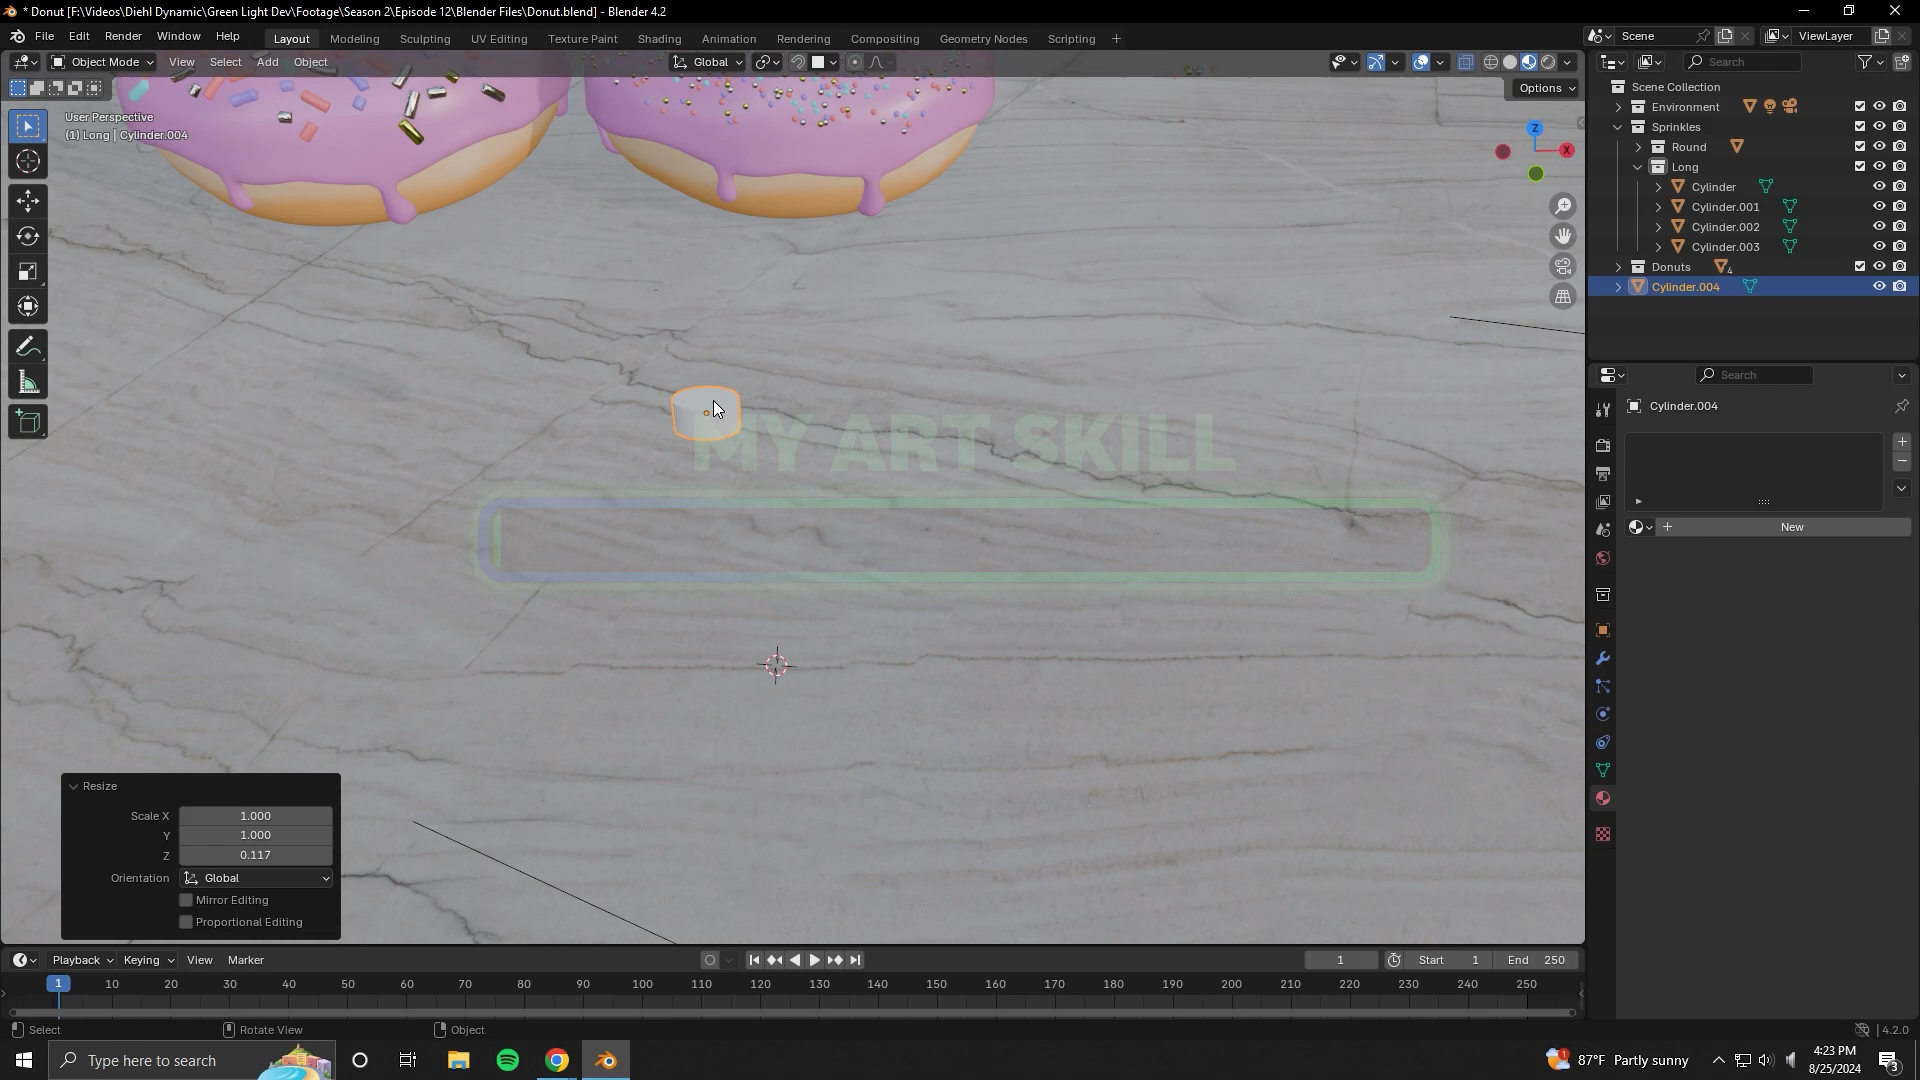 * Donut [F:\Videos\Diehl Dynamic\Green Light Dev\Footage\Season 2\Episode 12\Blender Files\Donut.blend] - Blender 4.2
File Edit Render Window Help Layout Modeling Sculpting UV Editing Texture Paint Shading Animation Rendering Compositing Geometry Nodes Scripting + Scene ViewLayer
Object Mode View Select Add Object Global Search
Options
User Perspective
(1) Long | Cylinder.004
Z
X
Scene Collection
Environment
Sprinkles
Round
Long
Cylinder
Cylinder.001
Cylinder.002
Cylinder.003
Donuts 4
Cylinder.004
Search
Cylinder.004
New
MY ART SKILL
Resize
Scale X 1.000
Y 1.000
Z 0.117
Orientation Global
Mirror Editing
Proportional Editing
Playback Keying View Marker 1 Start 1 End 250
1 10 20 30 40 50 60 70 80 90 100 110 120 130 140 150 160 170 180 190 200 210 220 230 240 250
Select Rotate View Object 4.2.0
Type here to search 1 87°F Partly sunny 4:23 PM
8/25/2024 3